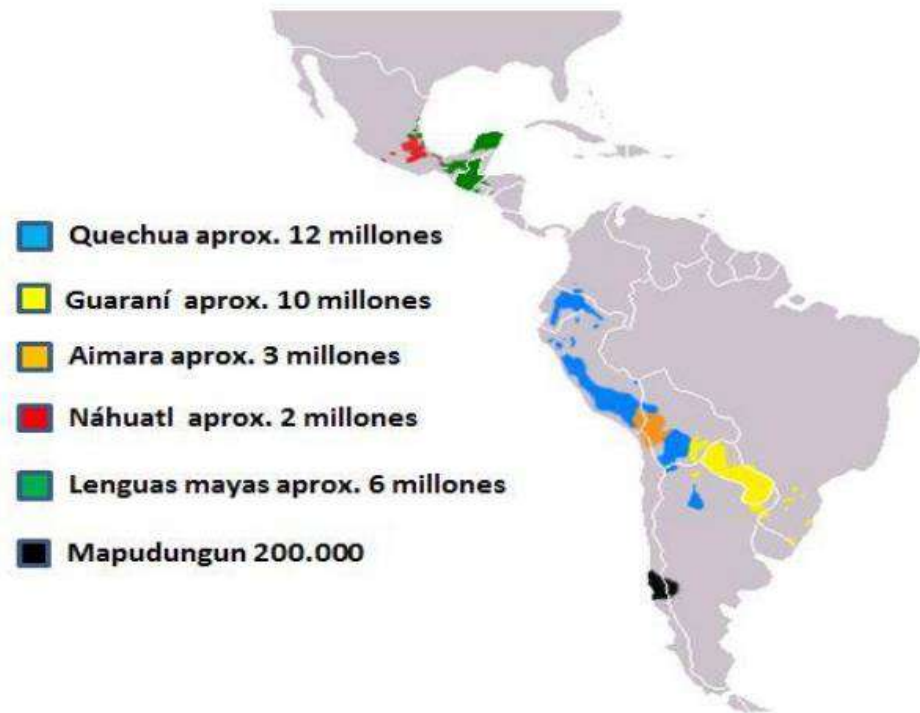 Quechua aprox. 12 millones
Guaraní aprox. 10 millones
Aimara aprox. 3 millones
Náhuatl aprox. 2 millones
Lenguas mayas aprox. 6 millones
Mapudungun 200.000